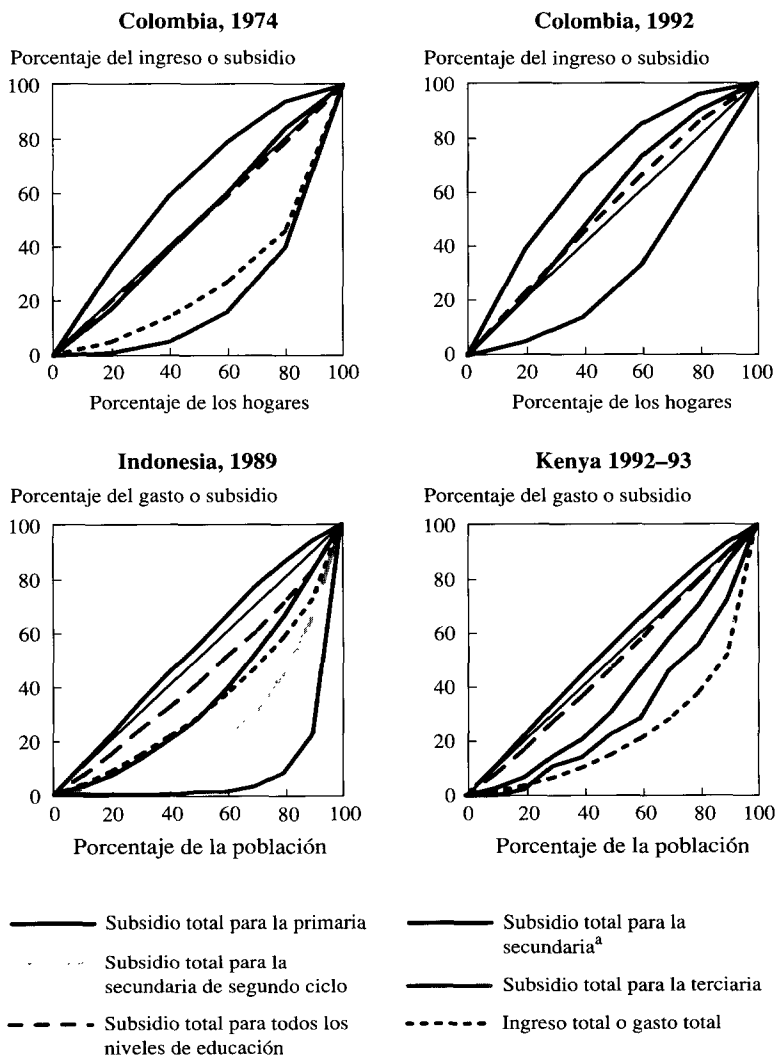 Colombia, 1974
Porcentaje del ingreso o subsidio
100
80
60
40
20
0
0 20 40 60 80 100
Porcentaje de los hogares
Colombia, 1992
Porcentaje del ingreso o subsidio
100
80
60
40
20
0
0 20 40 60 80 100
Porcentaje de los hogares
Indonesia, 1989
Porcentaje del gasto o subsidio
100
80
60
40
20
0
0 20 40 60 80 100
Porcentaje de la población
Kenya 1992–93
Porcentaje del gasto o subsidio
100
80
60
40
20
0
0 20 40 60 80 100
Porcentaje de la población
Subsidio total para la primaria
Subsidio total para la
secundaria de segundo ciclo
Subsidio total para todos los
niveles de educación
Subsidio total para la
secundariaª
Subsidio total para la terciaria
Ingreso total o gasto total